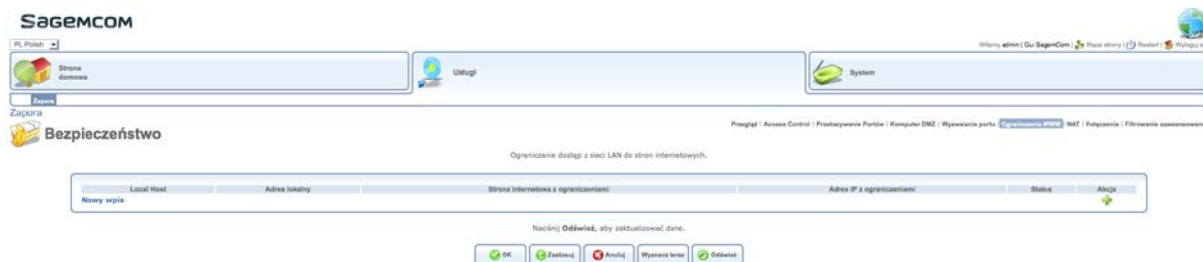 SAGEMCOM
PL Polish
Witamy admin | Gui SagemCom | Mapa strony | Restart | Wyloguj
Strona domowa
Usługi
System
Zapora
Zapora
Bezpieczeństwo
Przegląd | Access Control | Przekazywanie Portów | Komputer DMZ | Wyzwalanie portu | Ograniczenia WWW | NAT | Połączenia | Filtrowanie zaawansowane
Ograniczanie dostęp z sieci LAN do stron internetowych.
Local Host Adres lokalny Strona internetowa z ograniczeniami Adres IP z ograniczeniami Status Akcja
Nowy wpis
Naciśnij Odśwież, aby zaktualizować dane.
OK Zastosuj Anuluj Wyznacz teraz Odśwież